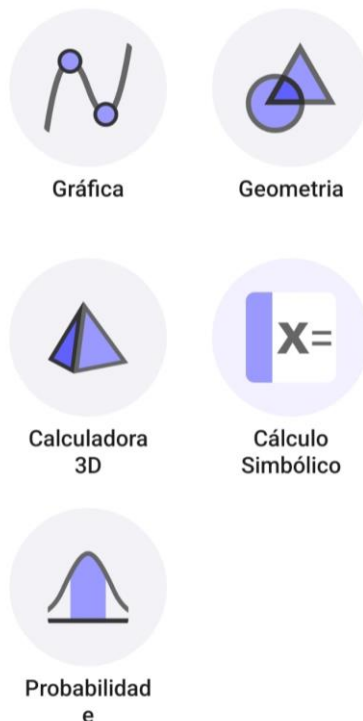 Gráfica
Geometria
Calculadora
3D
Cálculo
Simbólico
X=
Probabilidad
e